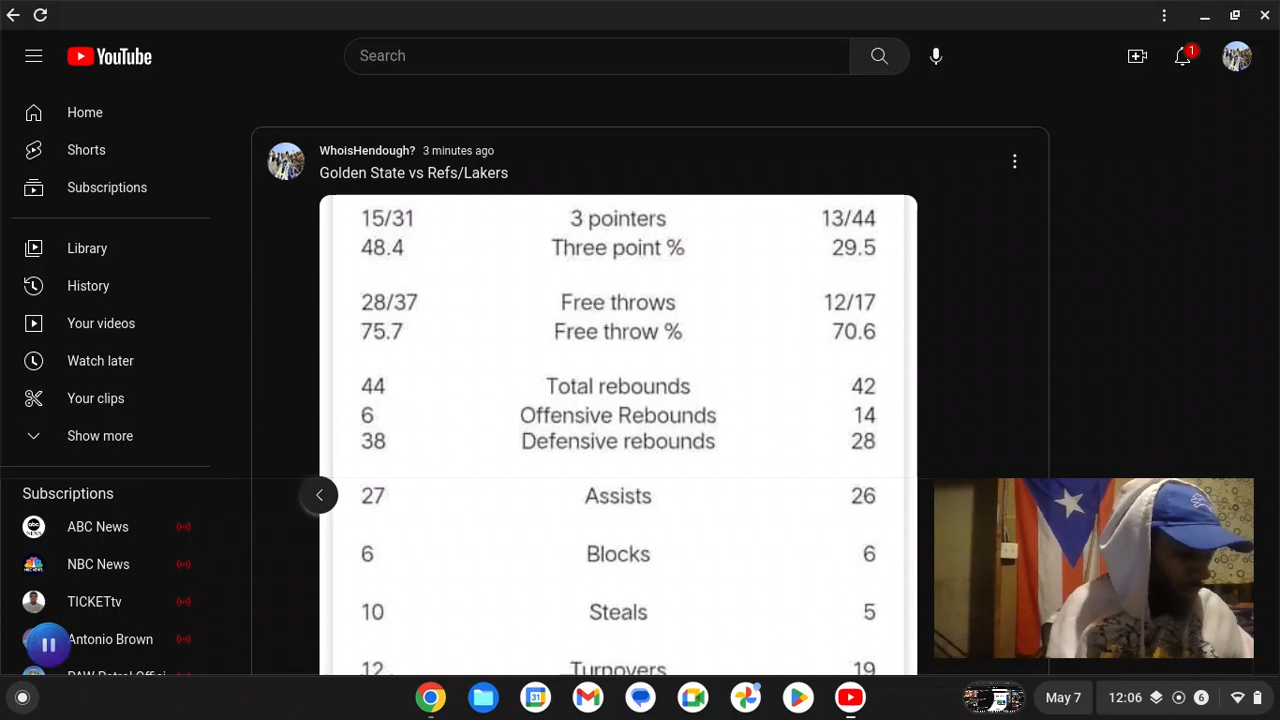 YouTube
Search
1
Home
Shorts
Subscriptions
Library
History
Your videos
Watch later
Your clips
Show more
Subscriptions
ABC News
NBC News
TICKETtv
Antonio Brown
WhoisHendough? 3 minutes ago
Golden State vs Refs/Lakers
15/31 3 pointers 13/44
48.4 Three point % 29.5
28/37 Free throws 12/17
75.7 Free throw % 70.6
44 Total rebounds 42
6 Offensive Rebounds 14
38 Defensive rebounds 28
27 Assists 26
6 Blocks 6
10 Steals 5
12 Turnovers 19
31
May 7
12:06 6